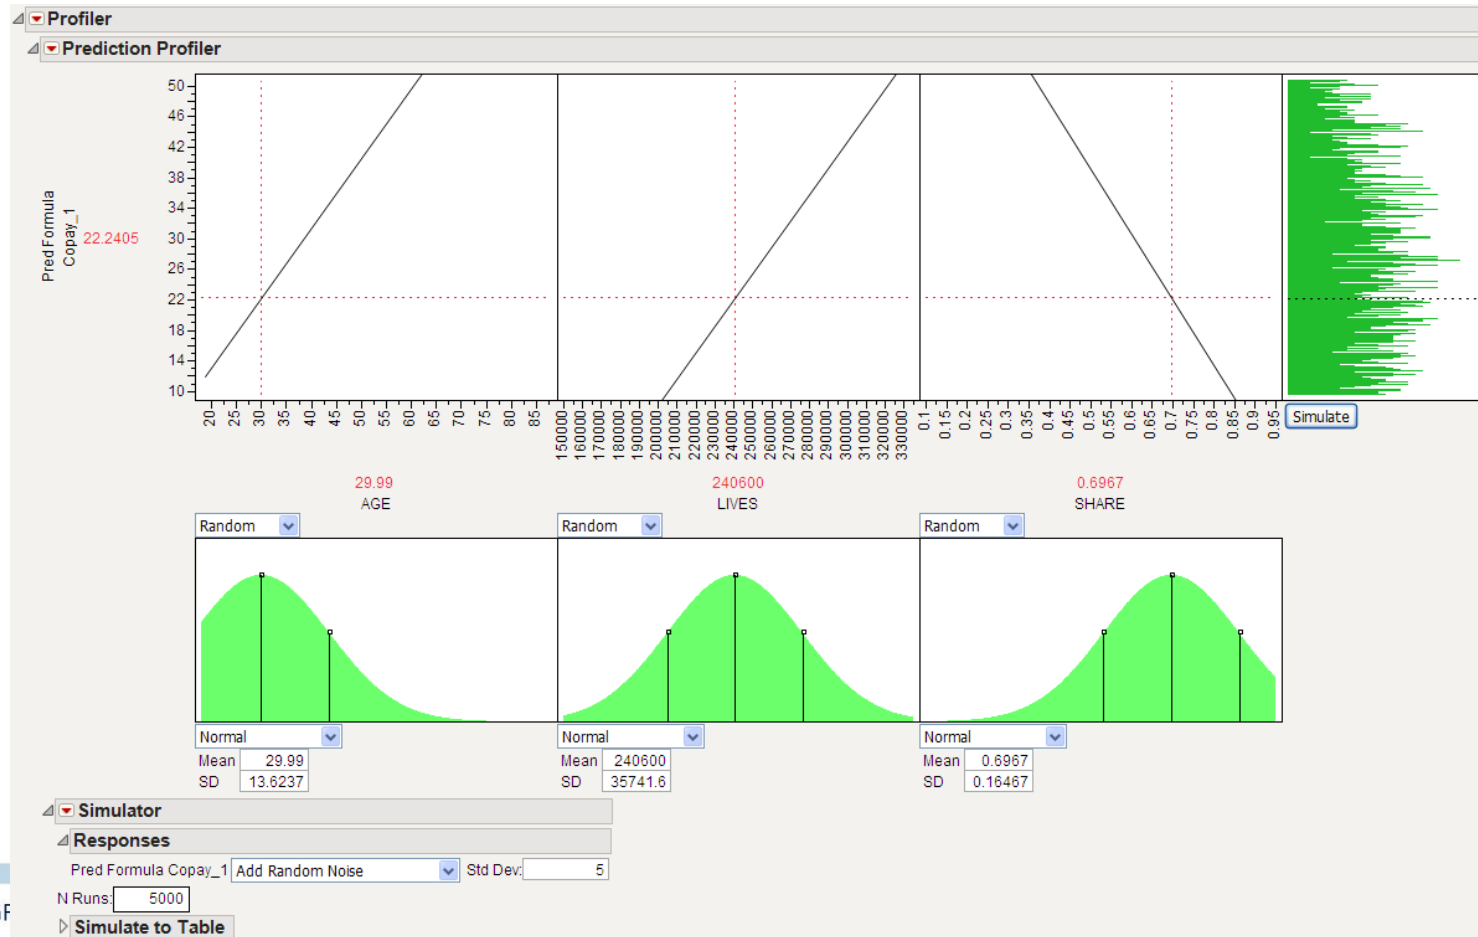 Profiler
Prediction Profiler
Pred Formula
Copay_1
22.2405
50
46
42
38
34
30
26
22
18
14
10
20 25 30 35 40 45 50 55 60 65 70 75 80 85
150000 160000 170000 180000 190000 200000 210000 220000 230000 240000 250000 260000 270000 280000 290000 300000 310000 320000 330000
0.1 0.15 0.2 0.25 0.3 0.35 0.4 0.45 0.5 0.55 0.6 0.65 0.7 0.75 0.8 0.85 0.9 0.95
Simulate
29.99 240600 0.6967
AGE LIVES SHARE
Random Random Random
Normal Normal Normal
Mean 29.99 Mean 240600 Mean 0.6967
SD 13.6237 SD 35741.6 SD 0.16467
Simulator
Responses
Pred Formula Copay_1 Add Random Noise Std Dev: 5
N Runs: 5000
Simulate to Table